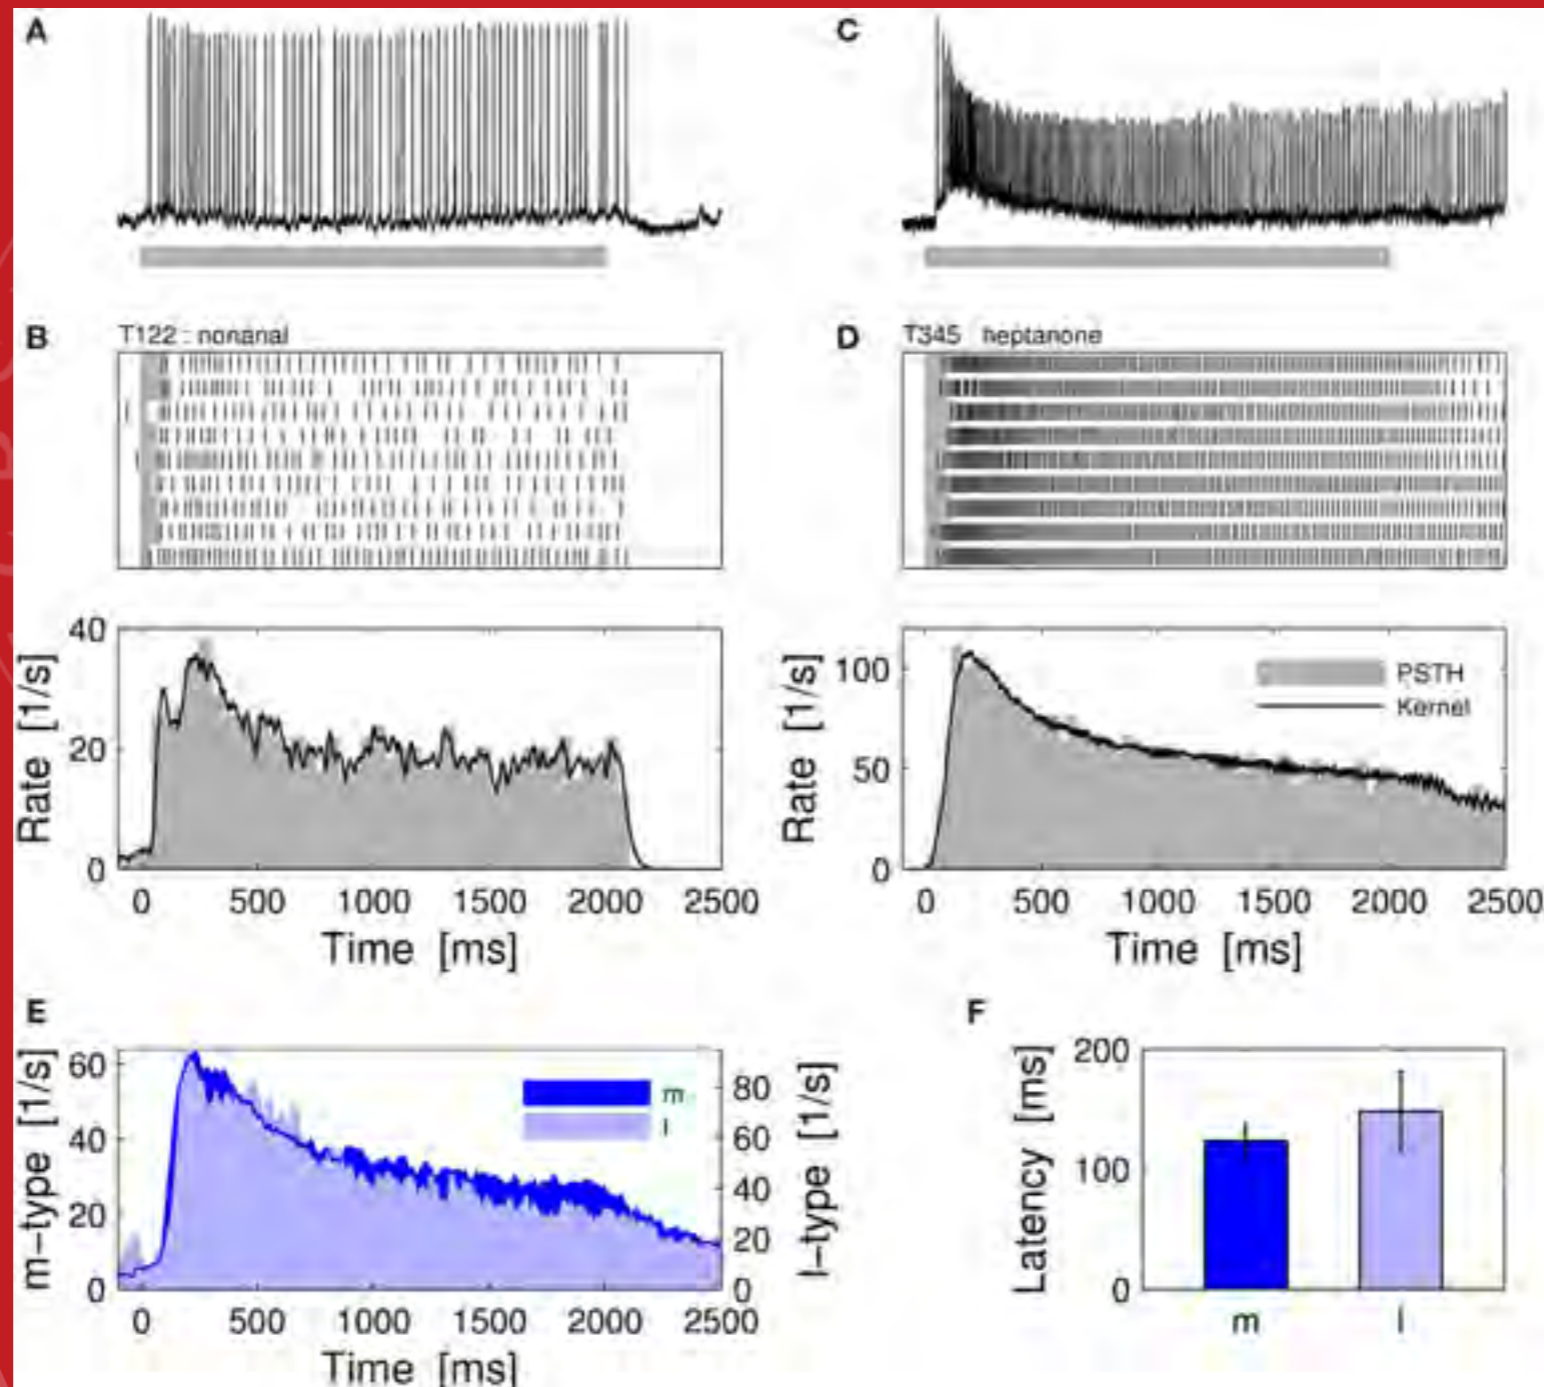 A
C
B
T122 : nonanal
D
T345 heptanone
40
20
0
Rate [1/s]
0 500 1000 1500 2000 2500
Time [ms]
100
50
0
Rate [1/s]
PSTH
Kernel
0 500 1000 1500 2000 2500
Time [ms]
E
60
40
20
0
m-type [1/s]
m
l
80
60
40
20
0
l-type [1/s]
0 500 1000 1500 2000 2500
Time [ms]
F
200
100
0
Latency [ms]
m l